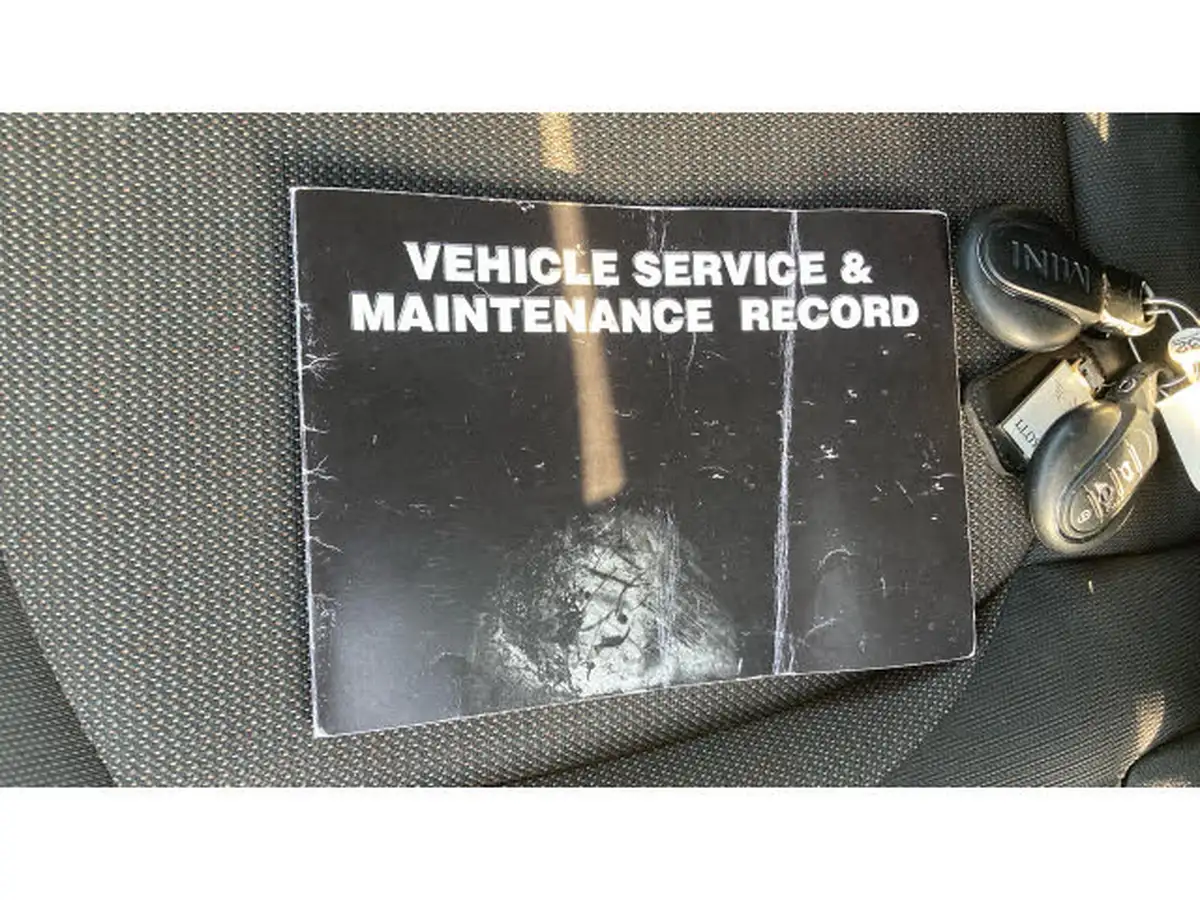 VEHICLE SERVICE &
MAINTENANCE RECORD
MINI